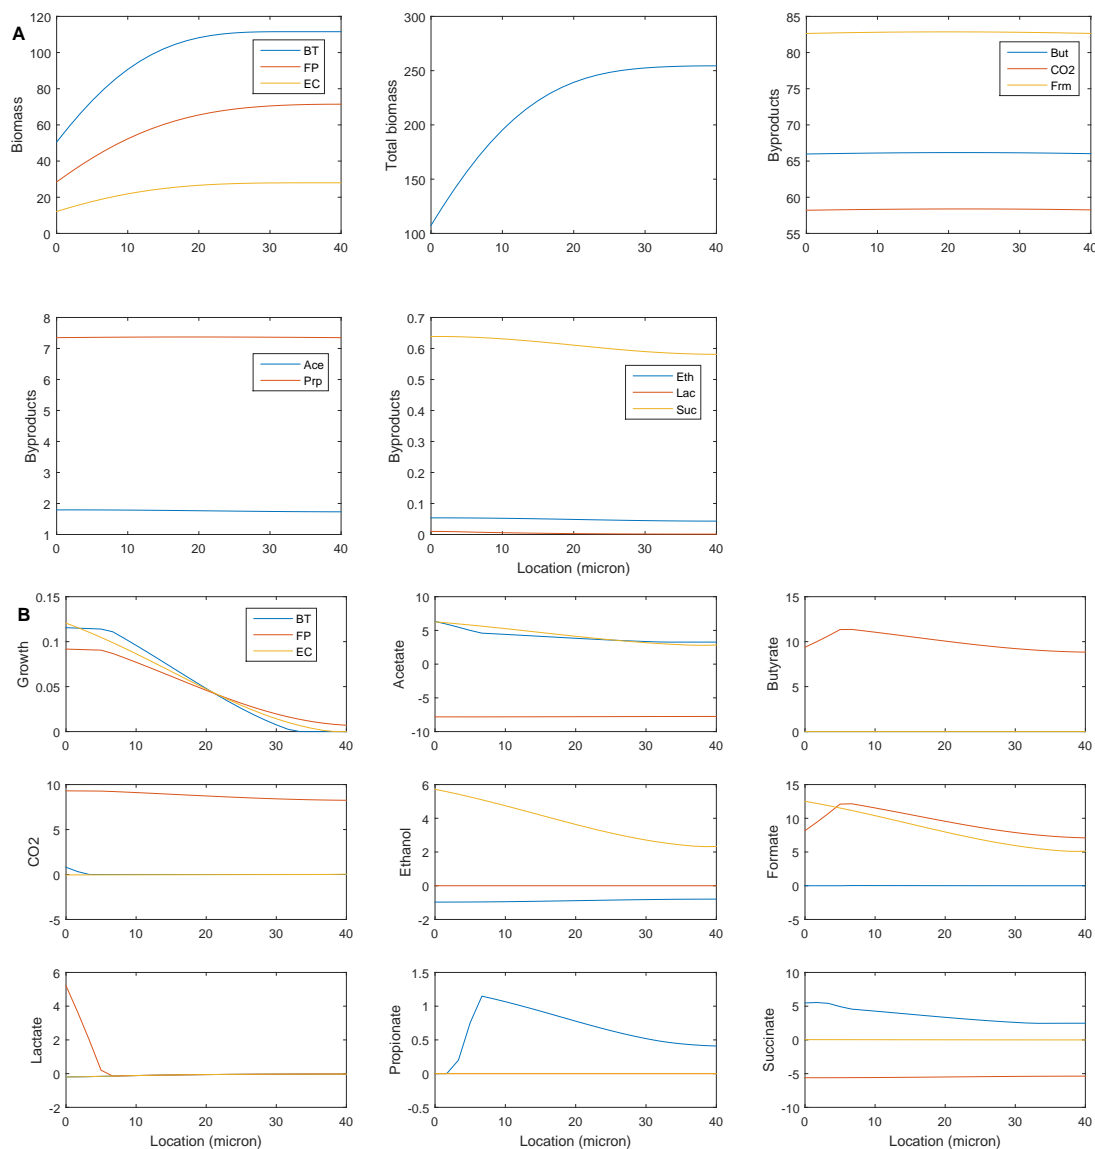 A
Biomass
120
100
80
60
40
20
0
BT
FP
EC
0 10 20 30 40
Total biomass
300
250
200
150
100
0 10 20 30 40
Byproducts
85
80
75
70
65
60
55
But
CO2
Frm
0 10 20 30 40
Byproducts
8
7
6
5
4
3
2
1
Ace
Prp
0 10 20 30 40
Byproducts
0.7
0.6
0.5
0.4
0.3
0.2
0.1
0
Eth
Lac
Suc
0 10 20 30 40
Location (micron)
B
Growth
0.15
0.1
0.05
0
BT
FP
EC
0 10 20 30 40
Acetate
10
5
0
-5
-10
0 10 20 30 40
Butyrate
15
10
5
0
0 10 20 30 40
CO2
10
5
0
-5
0 10 20 30 40
Ethanol
6
4
2
0
-2
0 10 20 30 40
Formate
15
10
5
0
-5
0 10 20 30 40
Lactate
6
4
2
0
-2
0 10 20 30 40
Location (micron)
Propionate
1.5
1
0.5
0
-0.5
0 10 20 30 40
Location (micron)
Succinate
10
5
0
-5
-10
0 10 20 30 40
Location (micron)